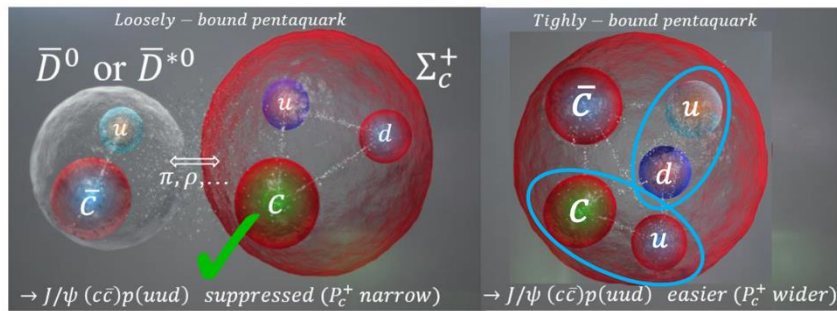 Loosely – bound pentaquark
D̅⁰ or D̅*⁰
Σc⁺
u
d
c̅
π, ρ, ...
c
→ J/ψ (cc̅)p(uud) suppressed (Pc⁺ narrow)
Tighly – bound pentaquark
c̅
u
d
c
u
→ J/ψ (cc̅)p(uud) easier (Pc⁺ wider)